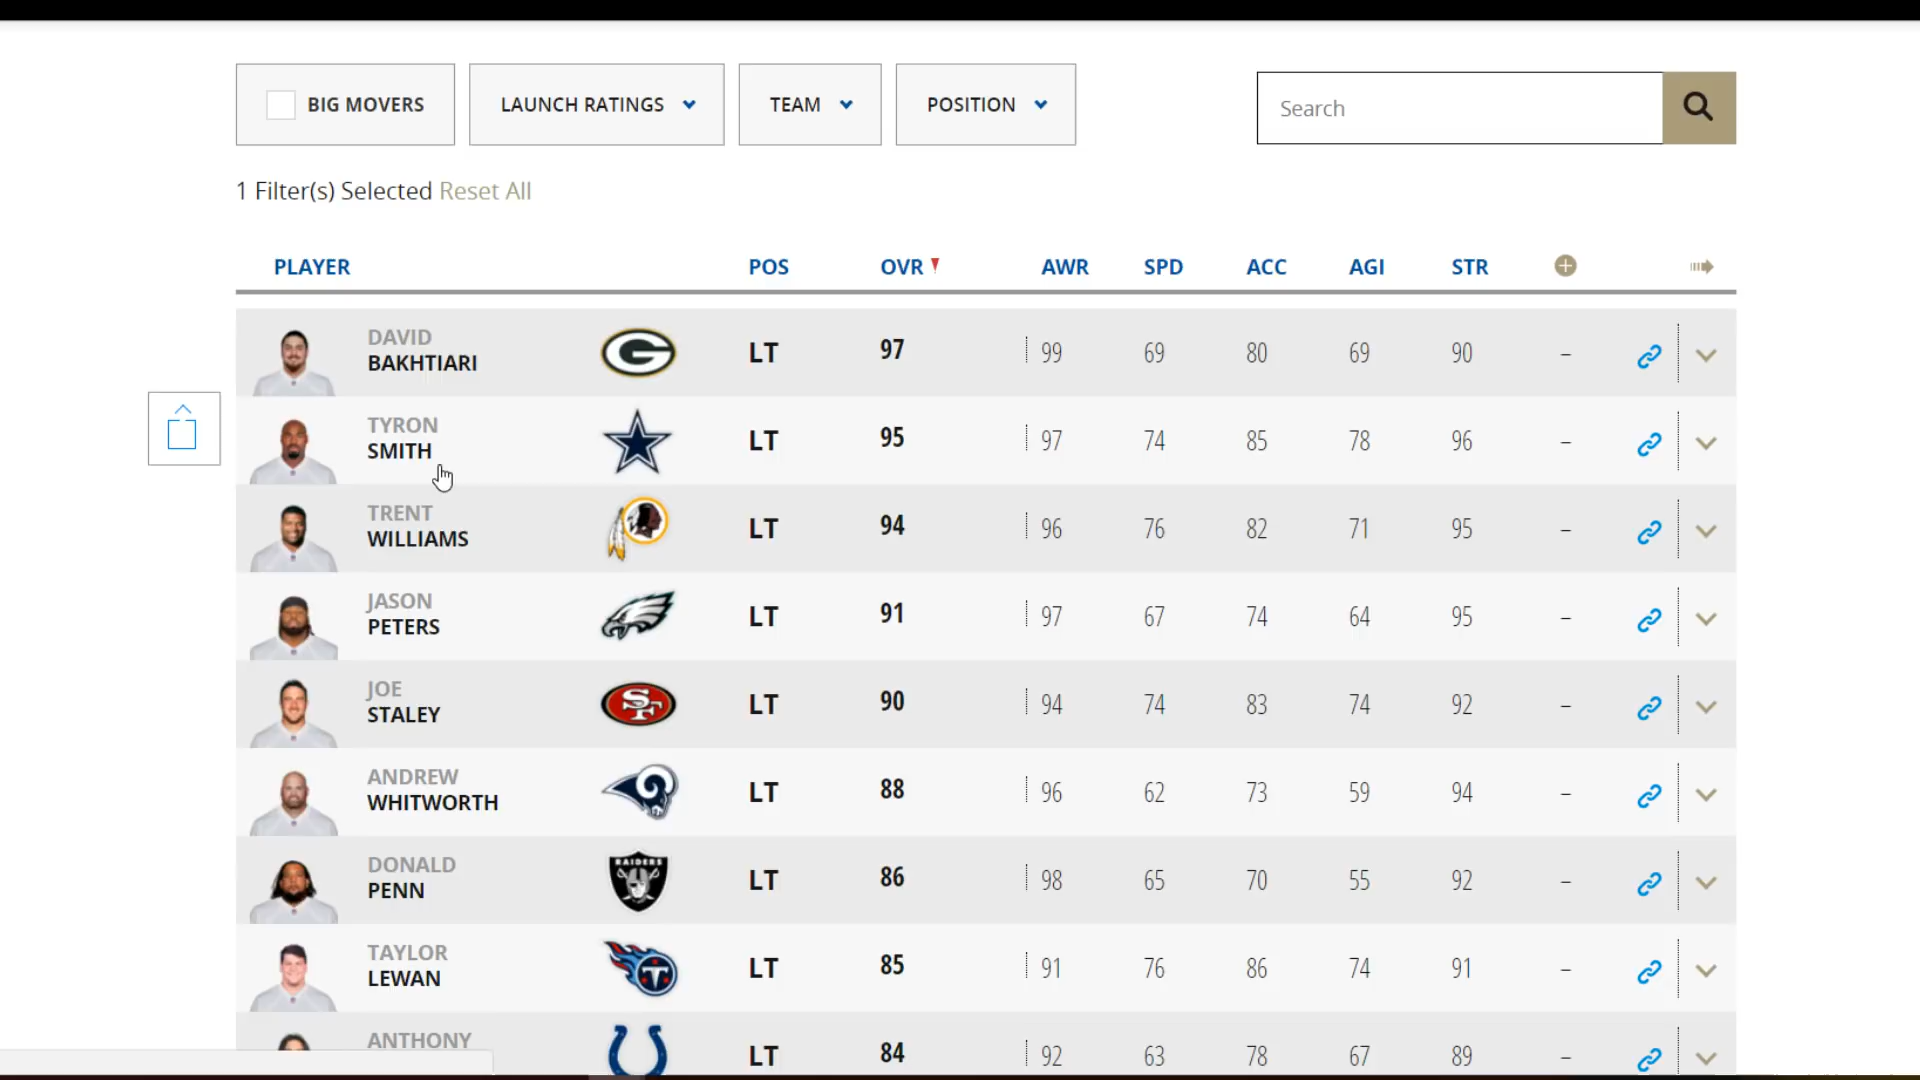 BIG MOVERS LAUNCH RATINGS TEAM POSITION Search
1 Filter(s) Selected Reset All
PLAYER POS OVR AWR SPD ACC AGI STR
DAVID
BAKHTIARI G LT 97 99 69 80 69 90 –
TYRON
SMITH LT 95 97 74 85 78 96 –
TRENT
WILLIAMS LT 94 96 76 82 71 95 –
JASON
PETERS LT 91 97 67 74 64 95 –
JOE
STALEY SF LT 90 94 74 83 74 92 –
ANDREW
WHITWORTH LT 88 96 62 73 59 94 –
DONALD
PENN RAIDERS LT 86 98 65 70 55 92 –
TAYLOR
LEWAN T LT 85 91 76 86 74 91 –
ANTHONY
LT 84 92 63 78 67 89 –